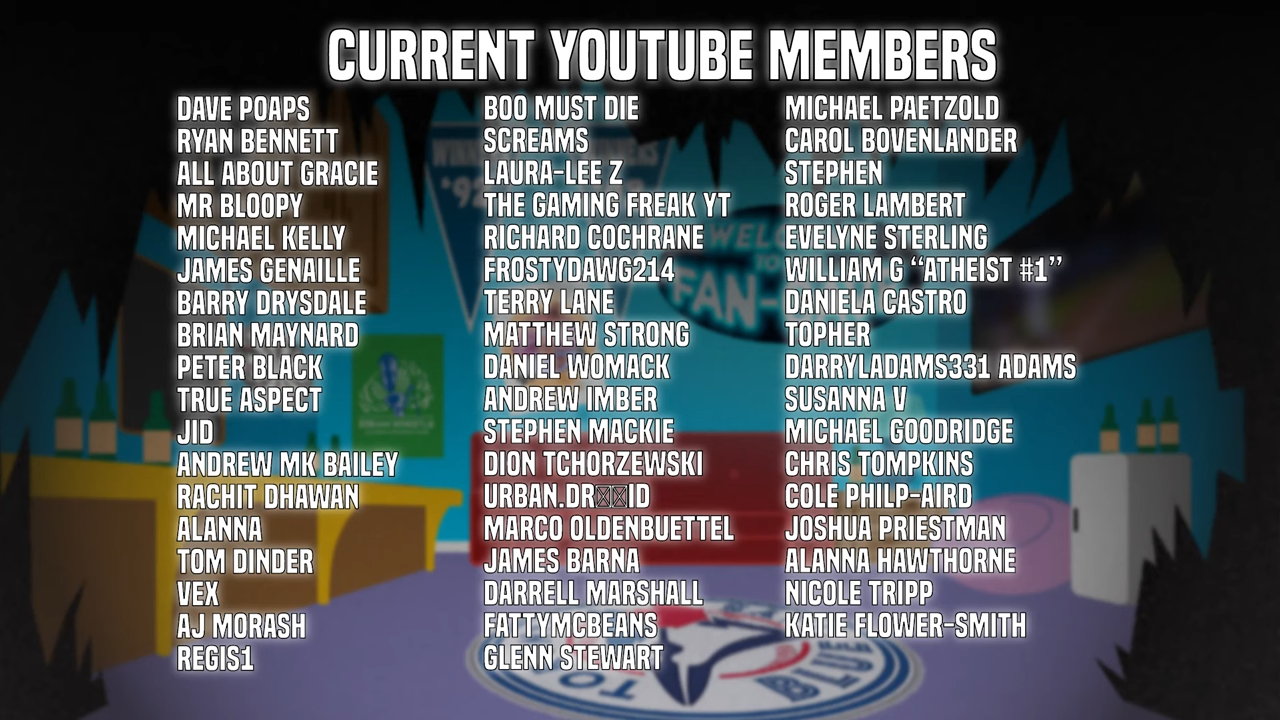 CURRENT YOUTUBE MEMBERS
DAVE POAPS
RYAN BENNETT
ALL ABOUT GRACIE
MR BLOOPY
MICHAEL KELLY
JAMES GENAILLE
BARRY DRYSDALE
BRIAN MAYNARD
PETER BLACK
TRUE ASPECT
JID
ANDREW MK BAILEY
RACHIT DHAWAN
ALANNA
TOM DINDER
VEX
AJ MORASH
REGIS1
BOO MUST DIE
SCREAMS
LAURA-LEE Z
THE GAMING FREAK YT
RICHARD COCHRANE
FROSTYDAWG214
TERRY LANE
MATTHEW STRONG
DANIEL WOMACK
ANDREW IMBER
STEPHEN MACKIE
DION TCHORZEWSKI
URBAN.DR☒☒ID
MARCO OLDENBUETTEL
JAMES BARNA
DARRELL MARSHALL
FATTYMCBEANS
GLENN STEWART
MICHAEL PAETZOLD
CAROL BOVENLANDER
STEPHEN
ROGER LAMBERT
EVELYNE STERLING
WILLIAM G “ATHEIST #1”
DANIELA CASTRO
TOPHER
DARRYLADAMS331 ADAMS
SUSANNA V
MICHAEL GOODRIDGE
CHRIS TOMPKINS
COLE PHILP-AIRD
JOSHUA PRIESTMAN
ALANNA HAWTHORNE
NICOLE TRIPP
KATIE FLOWER-SMITH